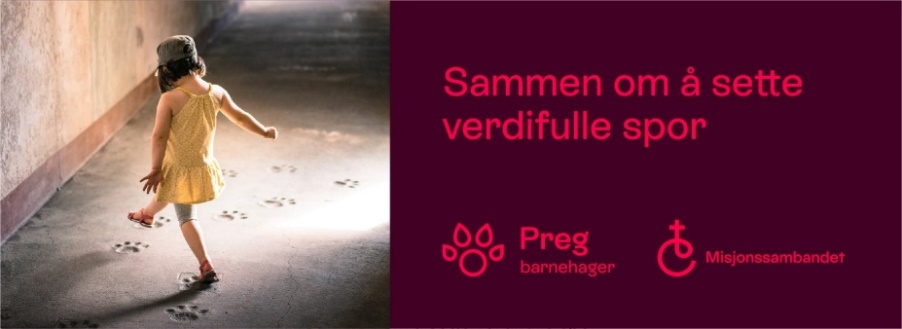 Sammen om å sette
verdifulle spor
Preg
barnehager
Misjonssambandet